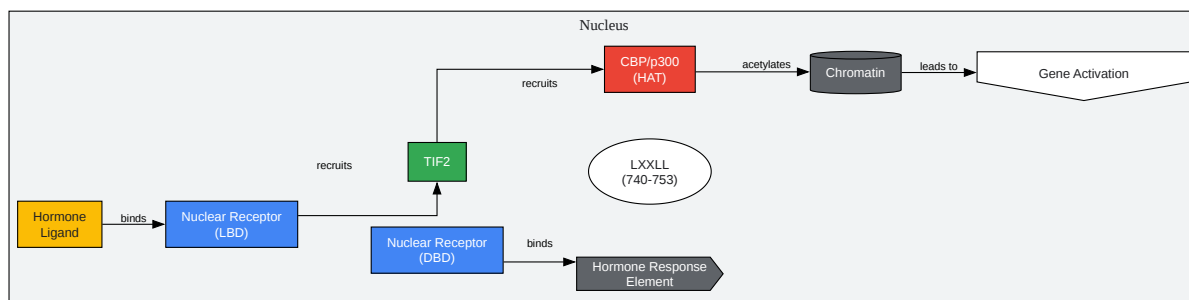 Nucleus
CBP/p300
(HAT)
acetylates
Chromatin
leads to
Gene Activation
recruits
TIF2
recruits
LXXLL
(740-753)
Hormone
Ligand
binds
Nuclear Receptor
(LBD)
Nuclear Receptor
(DBD)
binds
Hormone Response
Element